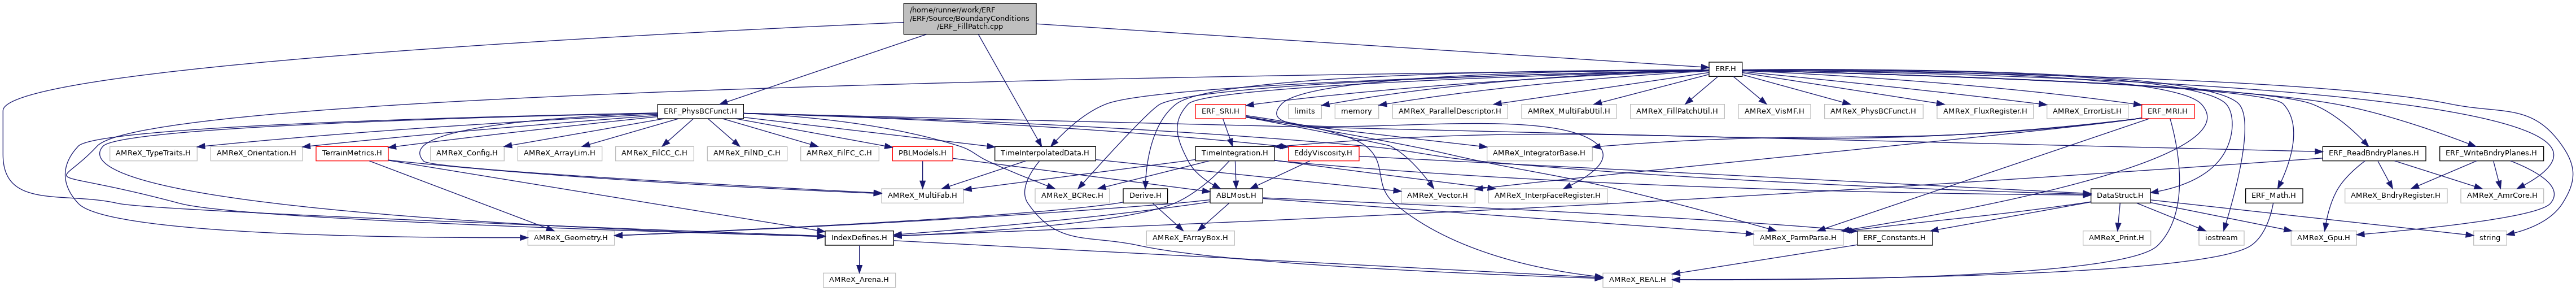 /home/runner/work/ERF
/ERF/Source/BoundaryConditions
/ERF_FillPatch.cpp
ERF.H
ERF_PhysBCFunct.H
ERF_SRI.H
limits
memory
AMReX_ParallelDescriptor.H
AMReX_MultiFabUtil.H
AMReX_FillPatchUtil.H
AMReX_VisMF.H
AMReX_PhysBCFunct.H
AMReX_FluxRegister.H
AMReX_ErrorList.H
ERF_MRI.H
AMReX_TypeTraits.H
AMReX_Orientation.H
TerrainMetrics.H
AMReX_Config.H
AMReX_ArrayLim.H
AMReX_FilCC_C.H
AMReX_FilND_C.H
AMReX_FilFC_C.H
PBLModels.H
TimeInterpolatedData.H
TimeIntegration.H
EddyViscosity.H
AMReX_IntegratorBase.H
ERF_ReadBndryPlanes.H
ERF_WriteBndryPlanes.H
AMReX_MultiFab.H
AMReX_BCRec.H
Derive.H
ABLMost.H
AMReX_Vector.H
AMReX_InterpFaceRegister.H
DataStruct.H
ERF_Math.H
AMReX_BndryRegister.H
AMReX_AmrCore.H
AMReX_Geometry.H
IndexDefines.H
AMReX_FArrayBox.H
AMReX_ParmParse.H
ERF_Constants.H
AMReX_Print.H
iostream
AMReX_Gpu.H
string
AMReX_Arena.H
AMReX_REAL.H